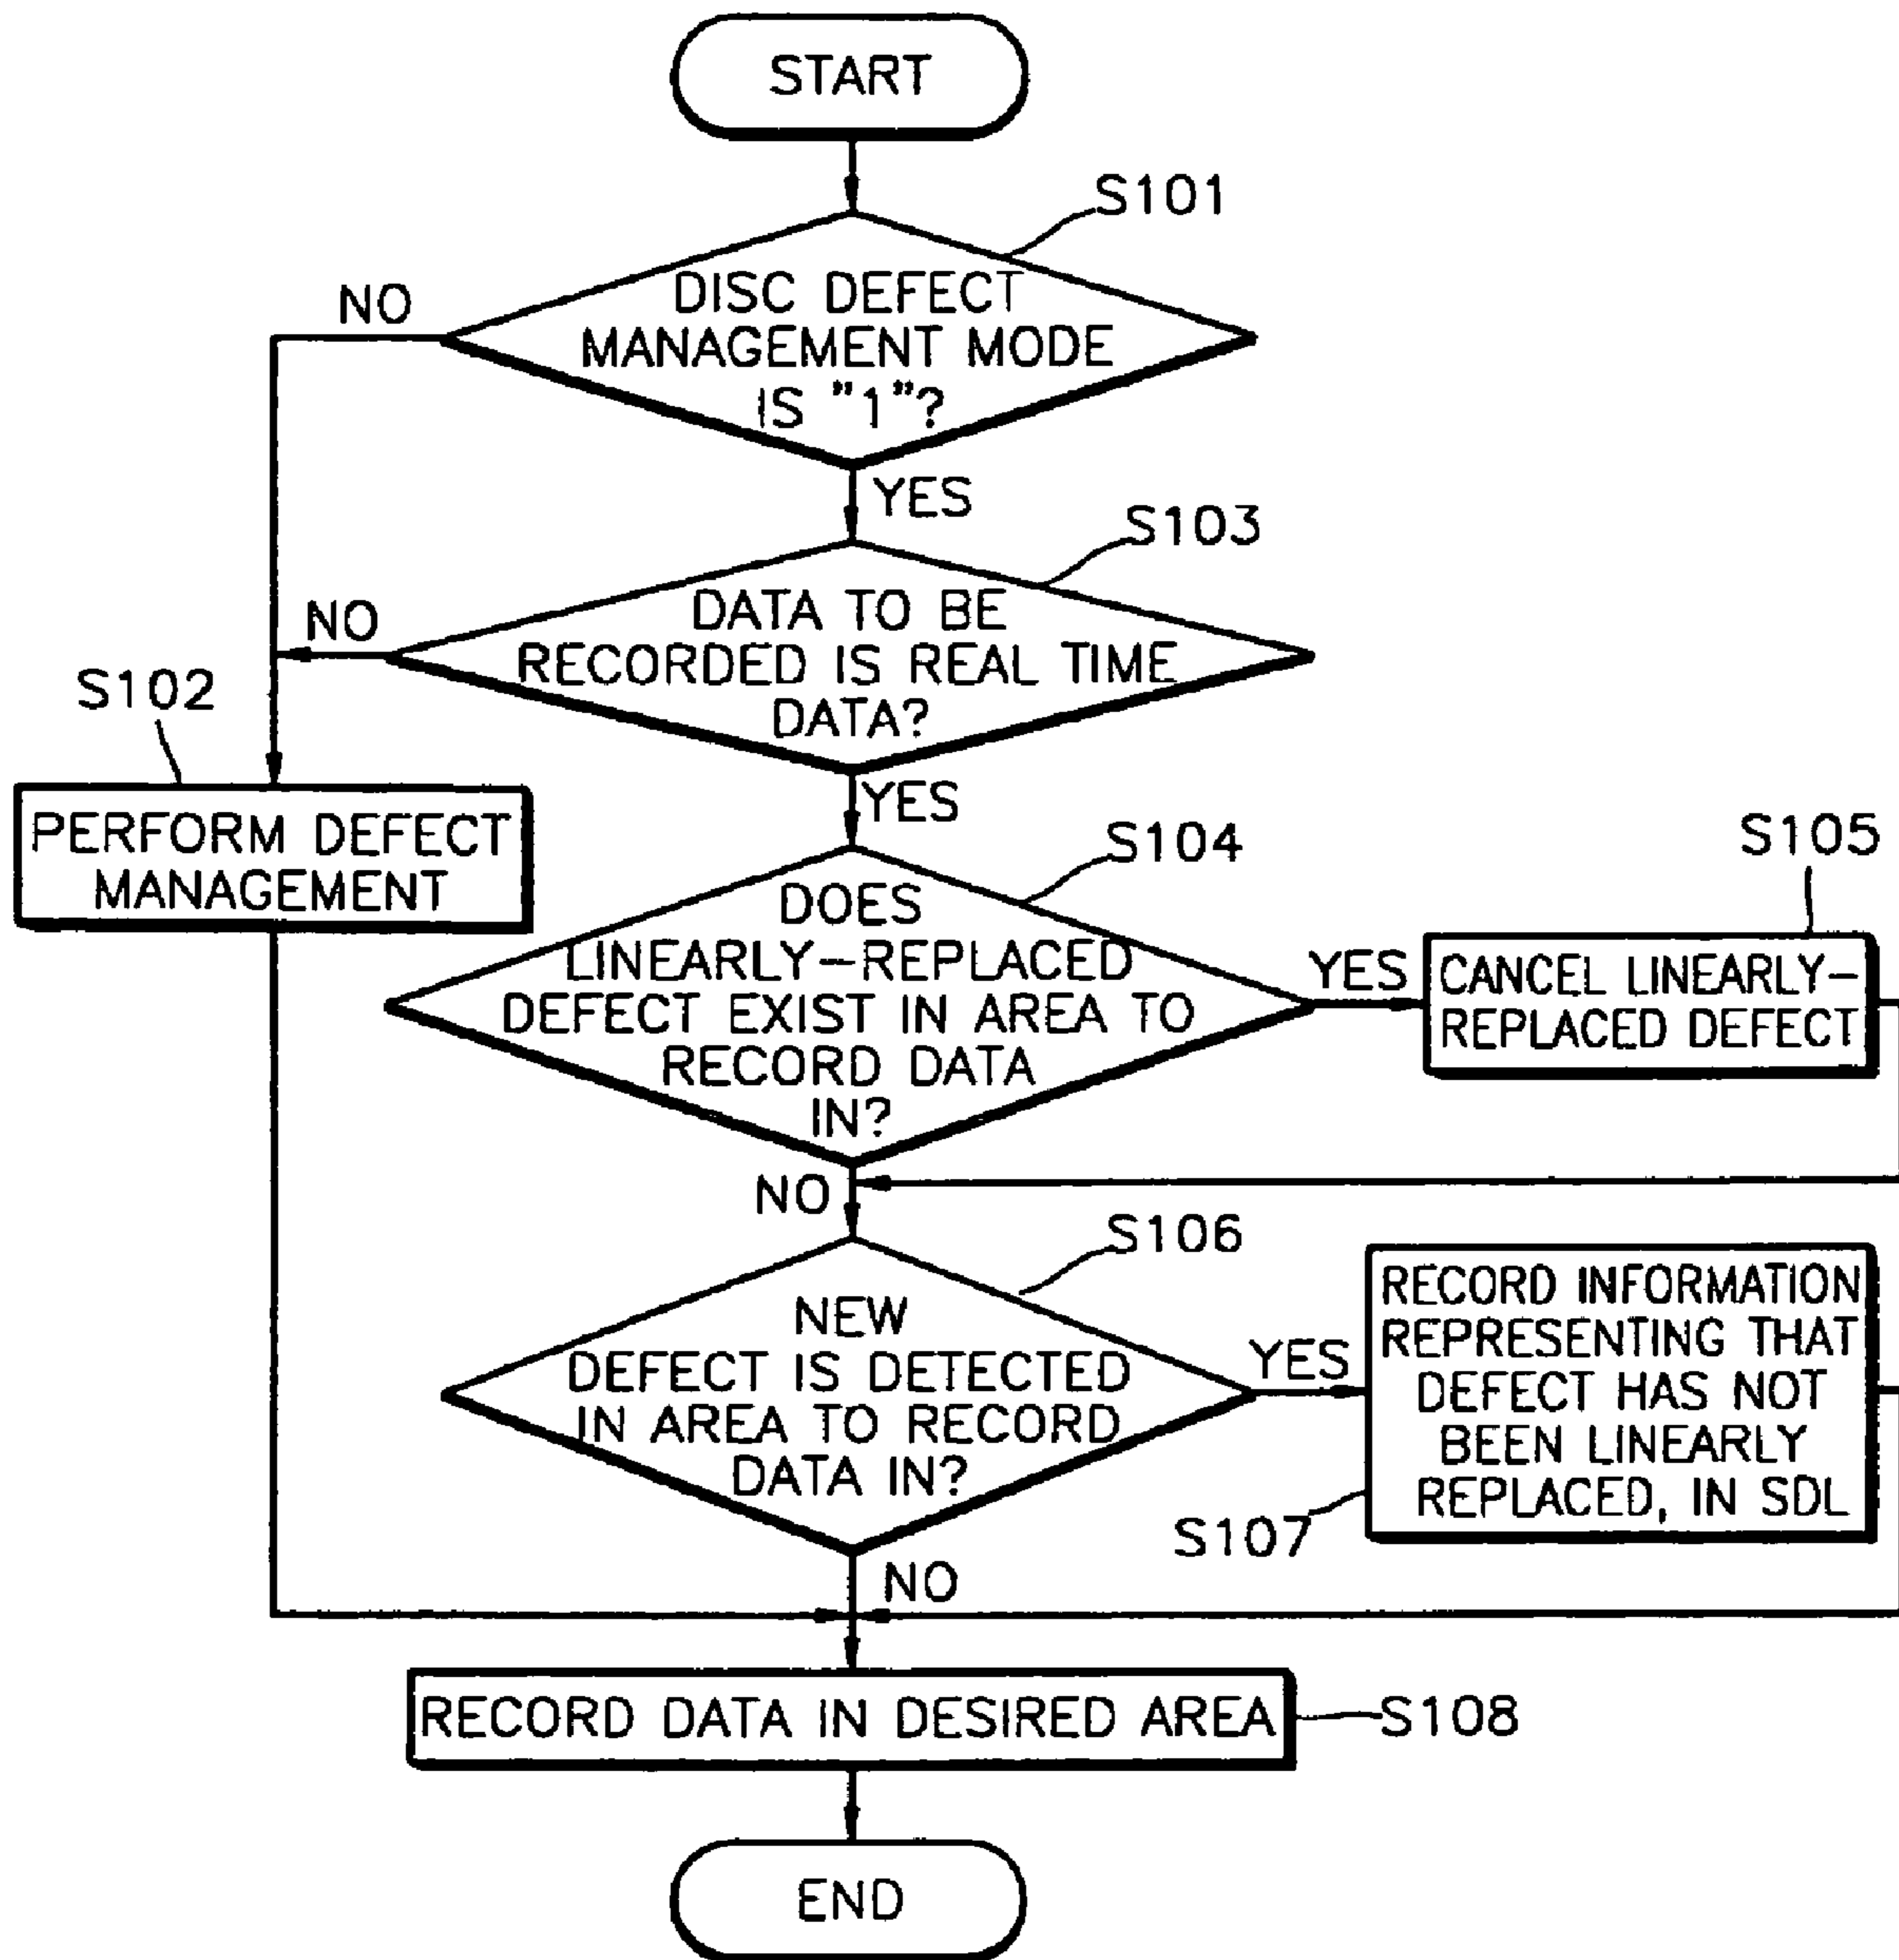 START
S101
DISC DEFECT
MANAGEMENT MODE
IS "1"?
NO
YES
S103
DATA TO BE
RECORDED IS REAL TIME
DATA?
NO
S102
PERFORM DEFECT
MANAGEMENT
YES
S104
DOES
LINEARLY-REPLACED
DEFECT EXIST IN AREA TO
RECORD DATA
IN?
YES
S105
CANCEL LINEARLY-
REPLACED DEFECT
NO
S106
NEW
DEFECT IS DETECTED
IN AREA TO RECORD
DATA IN?
YES
RECORD INFORMATION
REPRESENTING THAT
DEFECT HAS NOT
BEEN LINEARLY
REPLACED, IN SDL
S107
NO
RECORD DATA IN DESIRED AREA
S108
END